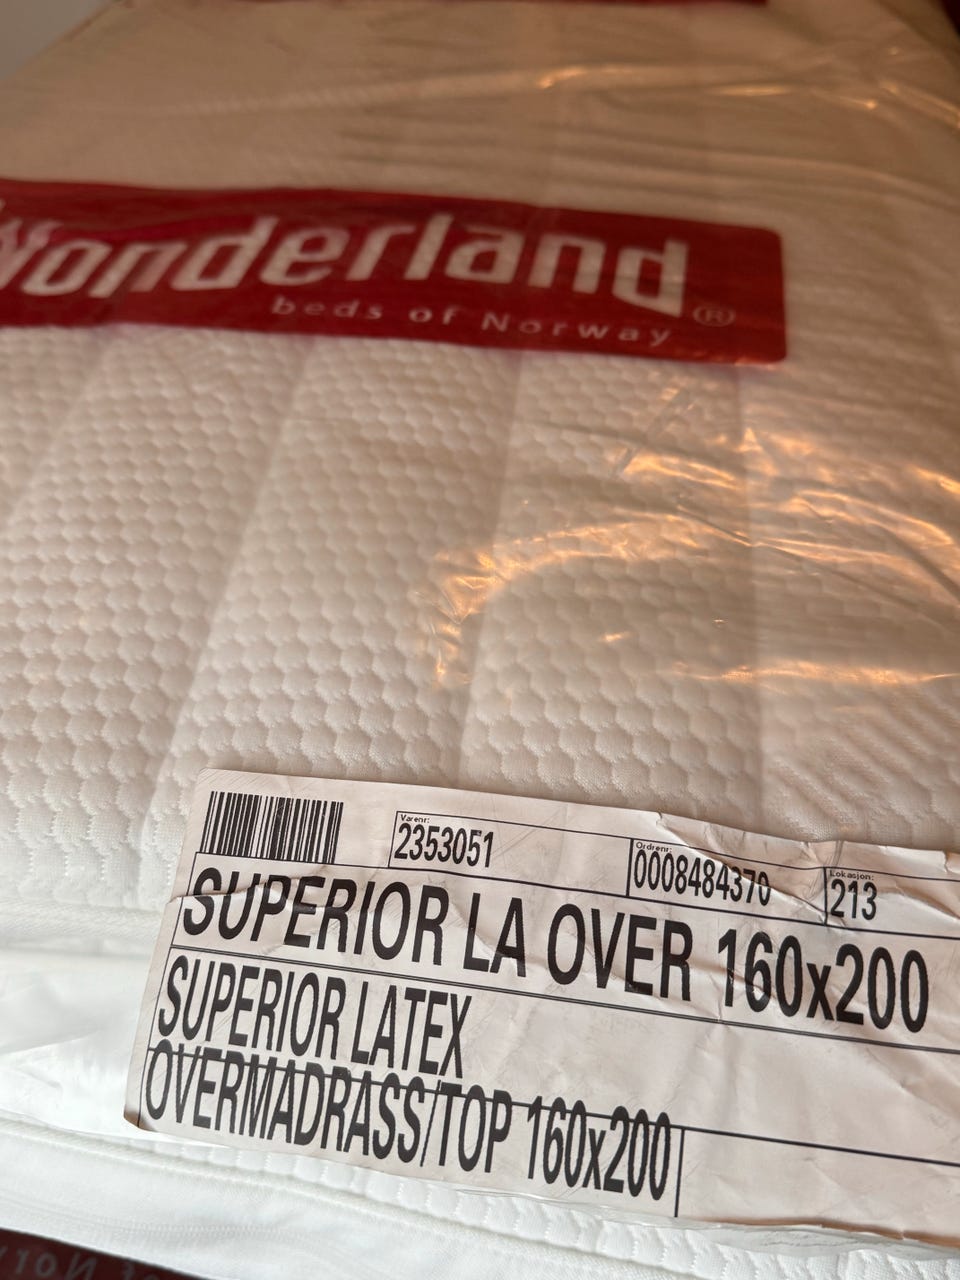 Wonderland®
beds of Norway
Varenr:
2353051
Ordrenr:
0008484370
Lokasjon:
213
SUPERIOR LA OVER 160x200
SUPERIOR LATEX
OVERMADRASS/TOP 160x200